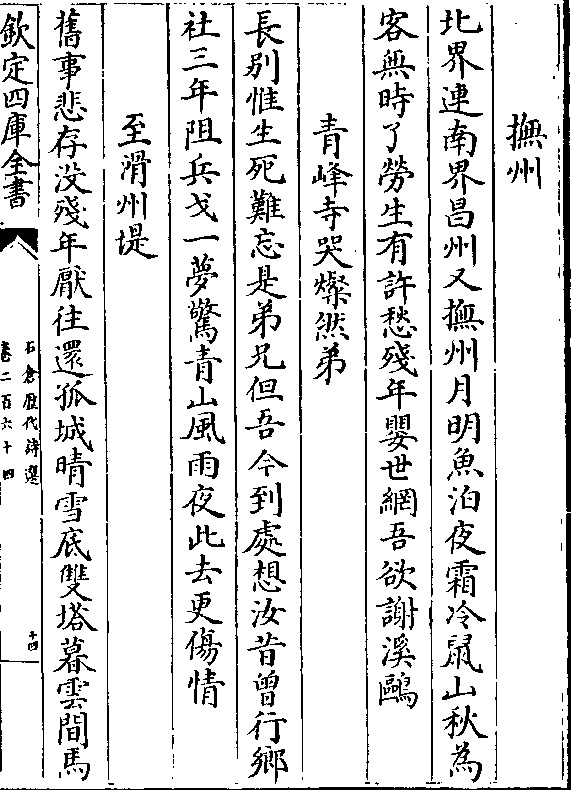 撫州
北界連南界昌州又撫州月明魚泊夜霜冷鼠山秋為
客無時了勞生有許愁殘年嬰世網吾欲謝溪鷗
青峰寺哭燦然弟
長别惟生死難忘是弟兄但吾今到處想汝昔曾行鄉
社三年阻兵戈一夢驚青山風雨夜此去更傷情
至滑州堤
舊事悲存没殘年厭往還孤城晴雪底雙塔暮雲間馬
欽定四庫全書
石倉歷代詩選
卷二百六十四
十四